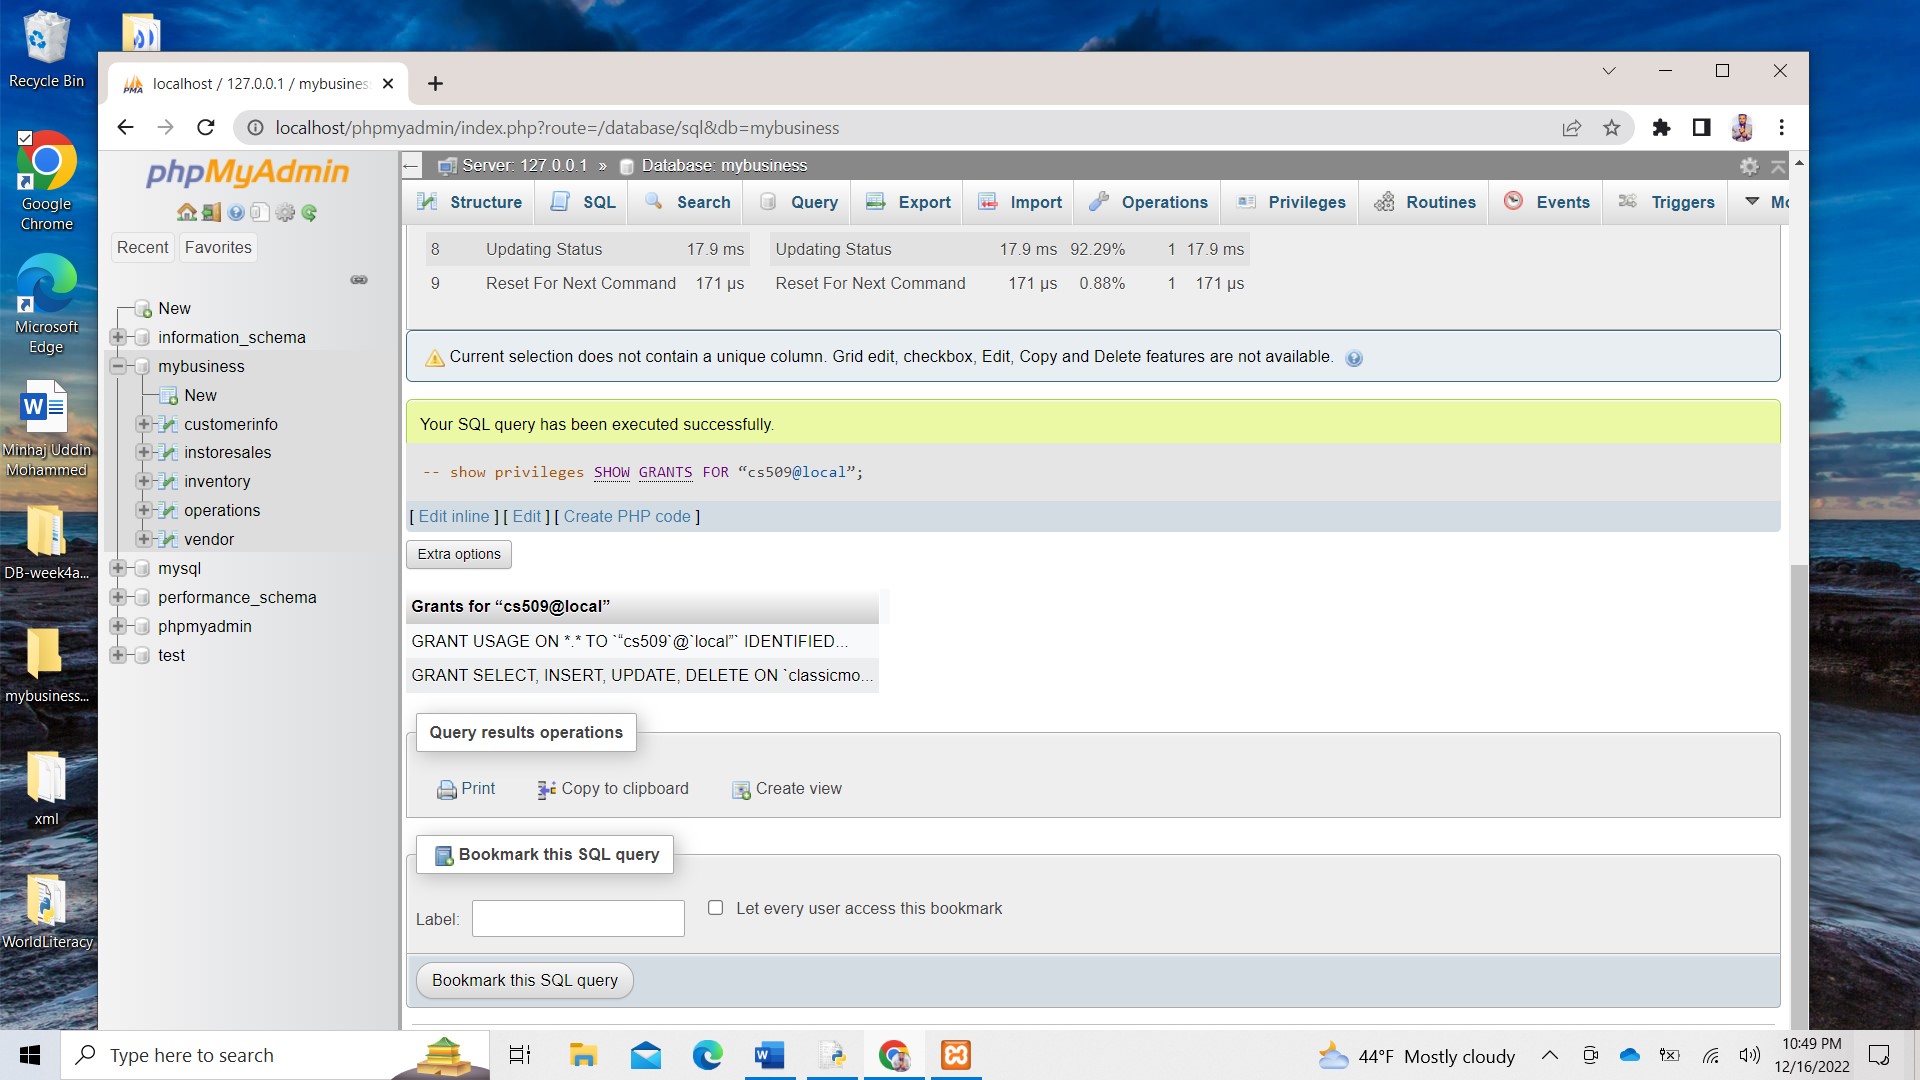 Recycle Bin
Google
Chrome
Microsoft
Edge
Minhaj Uddin
Mohammed
DB-week4a...
mybusiness...
xml
WorldLiteracy
PMA
localhost / 127.0.0.1 / mybusiness
localhost/phpmyadmin/index.php?route=/database/sql&db=mybusiness
phpMyAdmin
Recent
Favorites
New
information_schema
mybusiness
New
customerinfo
instoresales
inventory
operations
vendor
mysql
performance_schema
phpmyadmin
test
Server: 127.0.0.1 » Database: mybusiness
Structure SQL Search Query Export Import Operations Privileges Routines Events Triggers Mo
8 Updating Status 17.9 ms Updating Status 17.9 ms 92.29% 1 17.9 ms
9 Reset For Next Command 171 µs Reset For Next Command 171 µs 0.88% 1 171 µs
Current selection does not contain a unique column. Grid edit, checkbox, Edit, Copy and Delete features are not available.
Your SQL query has been executed successfully.
-- show privileges SHOW GRANTS FOR “cs509@local”;
[ Edit inline ] [ Edit ] [ Create PHP code ]
Extra options
Grants for “cs509@local”
GRANT USAGE ON *.* TO `“cs509`@`local”` IDENTIFIED...
GRANT SELECT, INSERT, UPDATE, DELETE ON `classicmo...
Query results operations
Print Copy to clipboard Create view
Bookmark this SQL query
Label: Let every user access this bookmark
Bookmark this SQL query
Type here to search
44°F Mostly cloudy
10:49 PM
12/16/2022